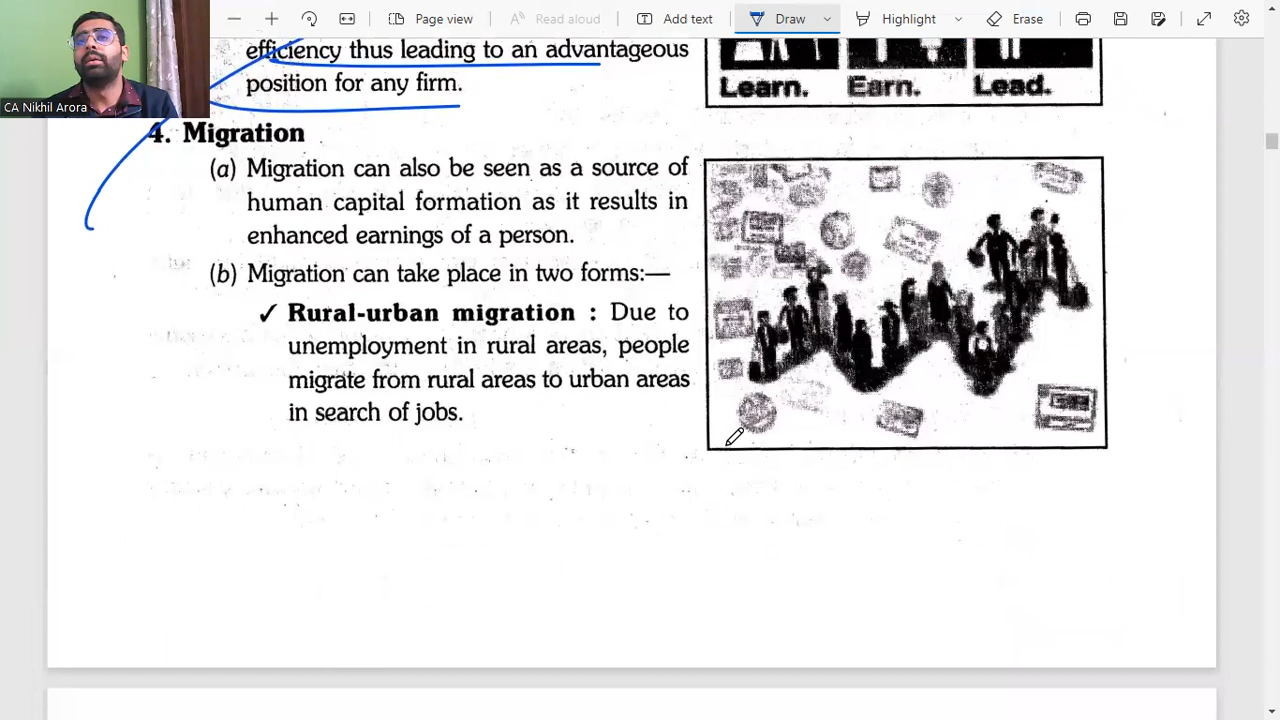 Page view
Read aloud
Add text
Draw
Highlight
Erase
CA Nikhil Arora
efficiency thus leading to an advantageous
position for any firm.
Learn. Earn. Lead.
4. Migration
(a) Migration can also be seen as a source of
human capital formation as it results in
enhanced earnings of a person.
(b) Migration can take place in two forms:—
✓ Rural-urban migration : Due to
unemployment in rural areas, people
migrate from rural areas to urban areas
in search of jobs.